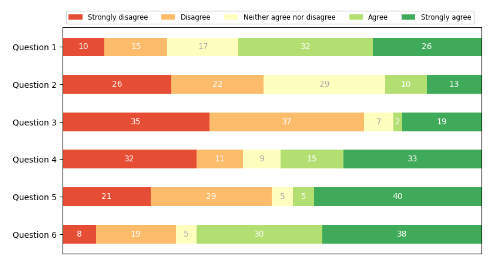 Strongly disagree Disagree Neither agree nor disagree Agree Strongly agree
Question 1 10 15 17 32 26
Question 2 26 22 29 10 13
Question 3 35 37 7 2 19
Question 4 32 11 9 15 33
Question 5 21 29 5 5 40
Question 6 8 19 5 30 38